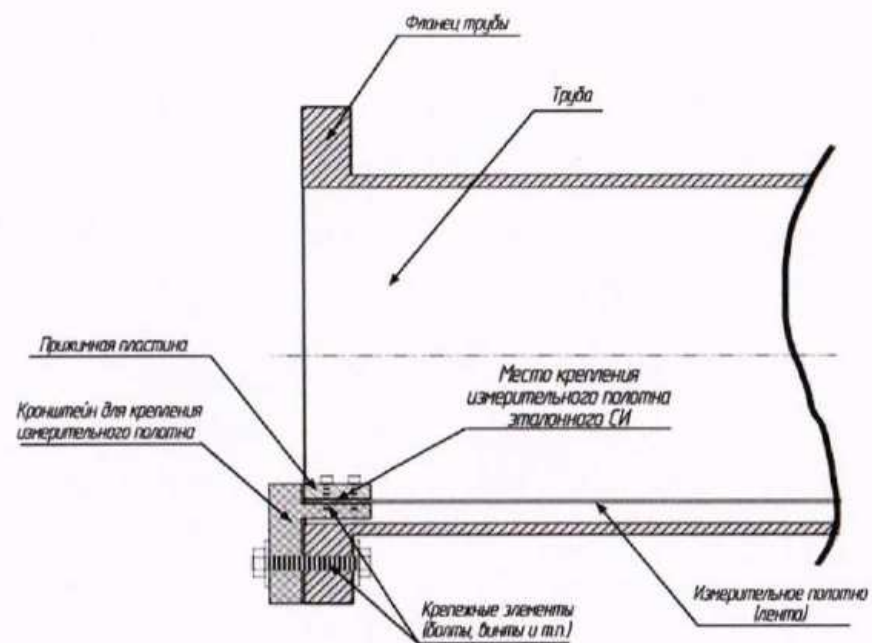 Фланец трубы
Труба
Прижимная пластина
Место крепления
измерительного полотна
эталонного СИ
Кронштейн для крепления
измерительного полотна
Измерительное полотно
(лента)
Крепежные элементы
(болты, винты и т.п.)